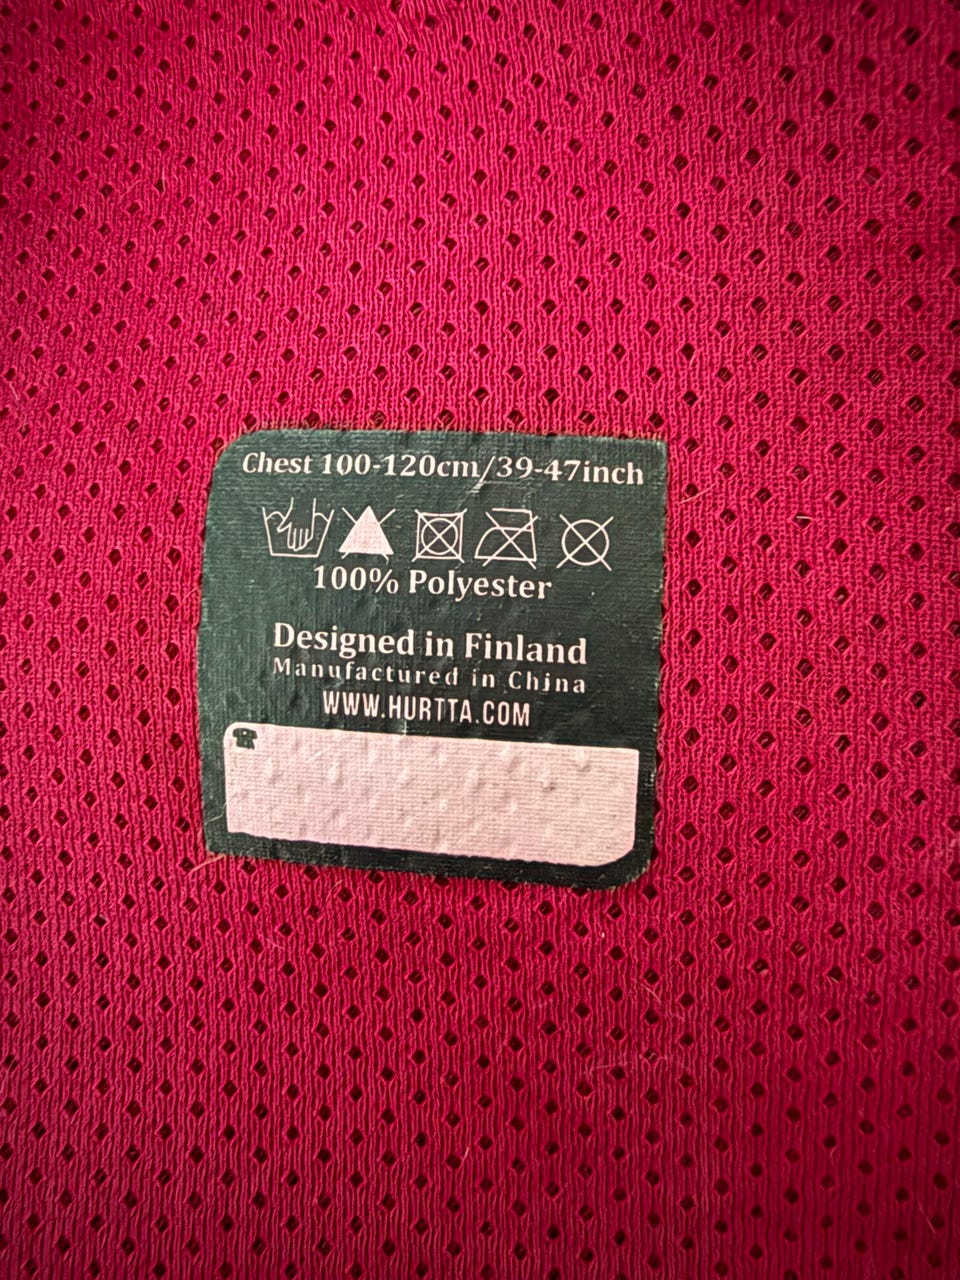 Chest 100-120cm/39-47inch
100% Polyester
Designed in Finland
Manufactured in China
WWW.HURTTA.COM